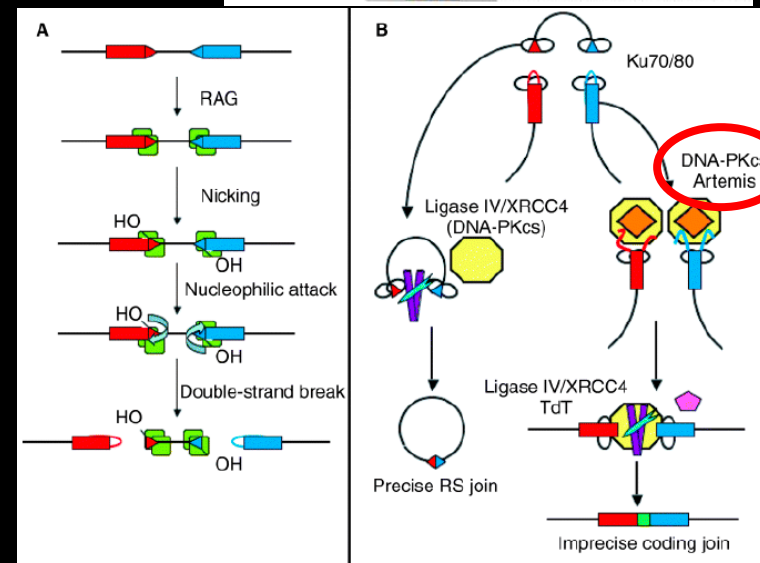 A
RAG
Nicking
HO
OH
Nucleophilic attack
HO
OH
Double-strand break
HO
OH
B
Ku70/80
DNA-PKcs
Artemis
Ligase IV/XRCC4
(DNA-PKcs)
Ligase IV/XRCC4
TdT
Precise RS join
Imprecise coding join